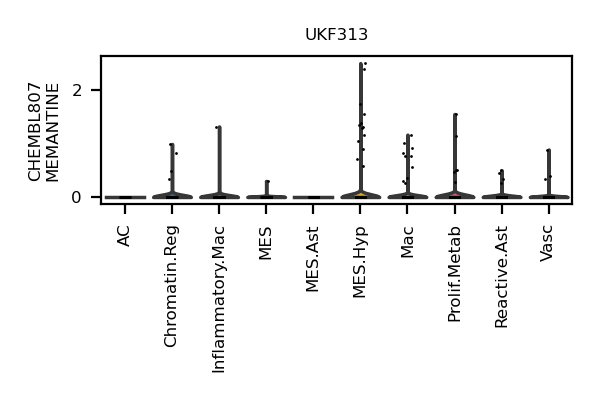 UKF313
CHEMBL807
MEMANTINE
2
0
AC
Chromatin.Reg
Inflammatory.Mac
MES
MES.Ast
MES.Hyp
Mac
Prolif.Metab
Reactive.Ast
Vasc